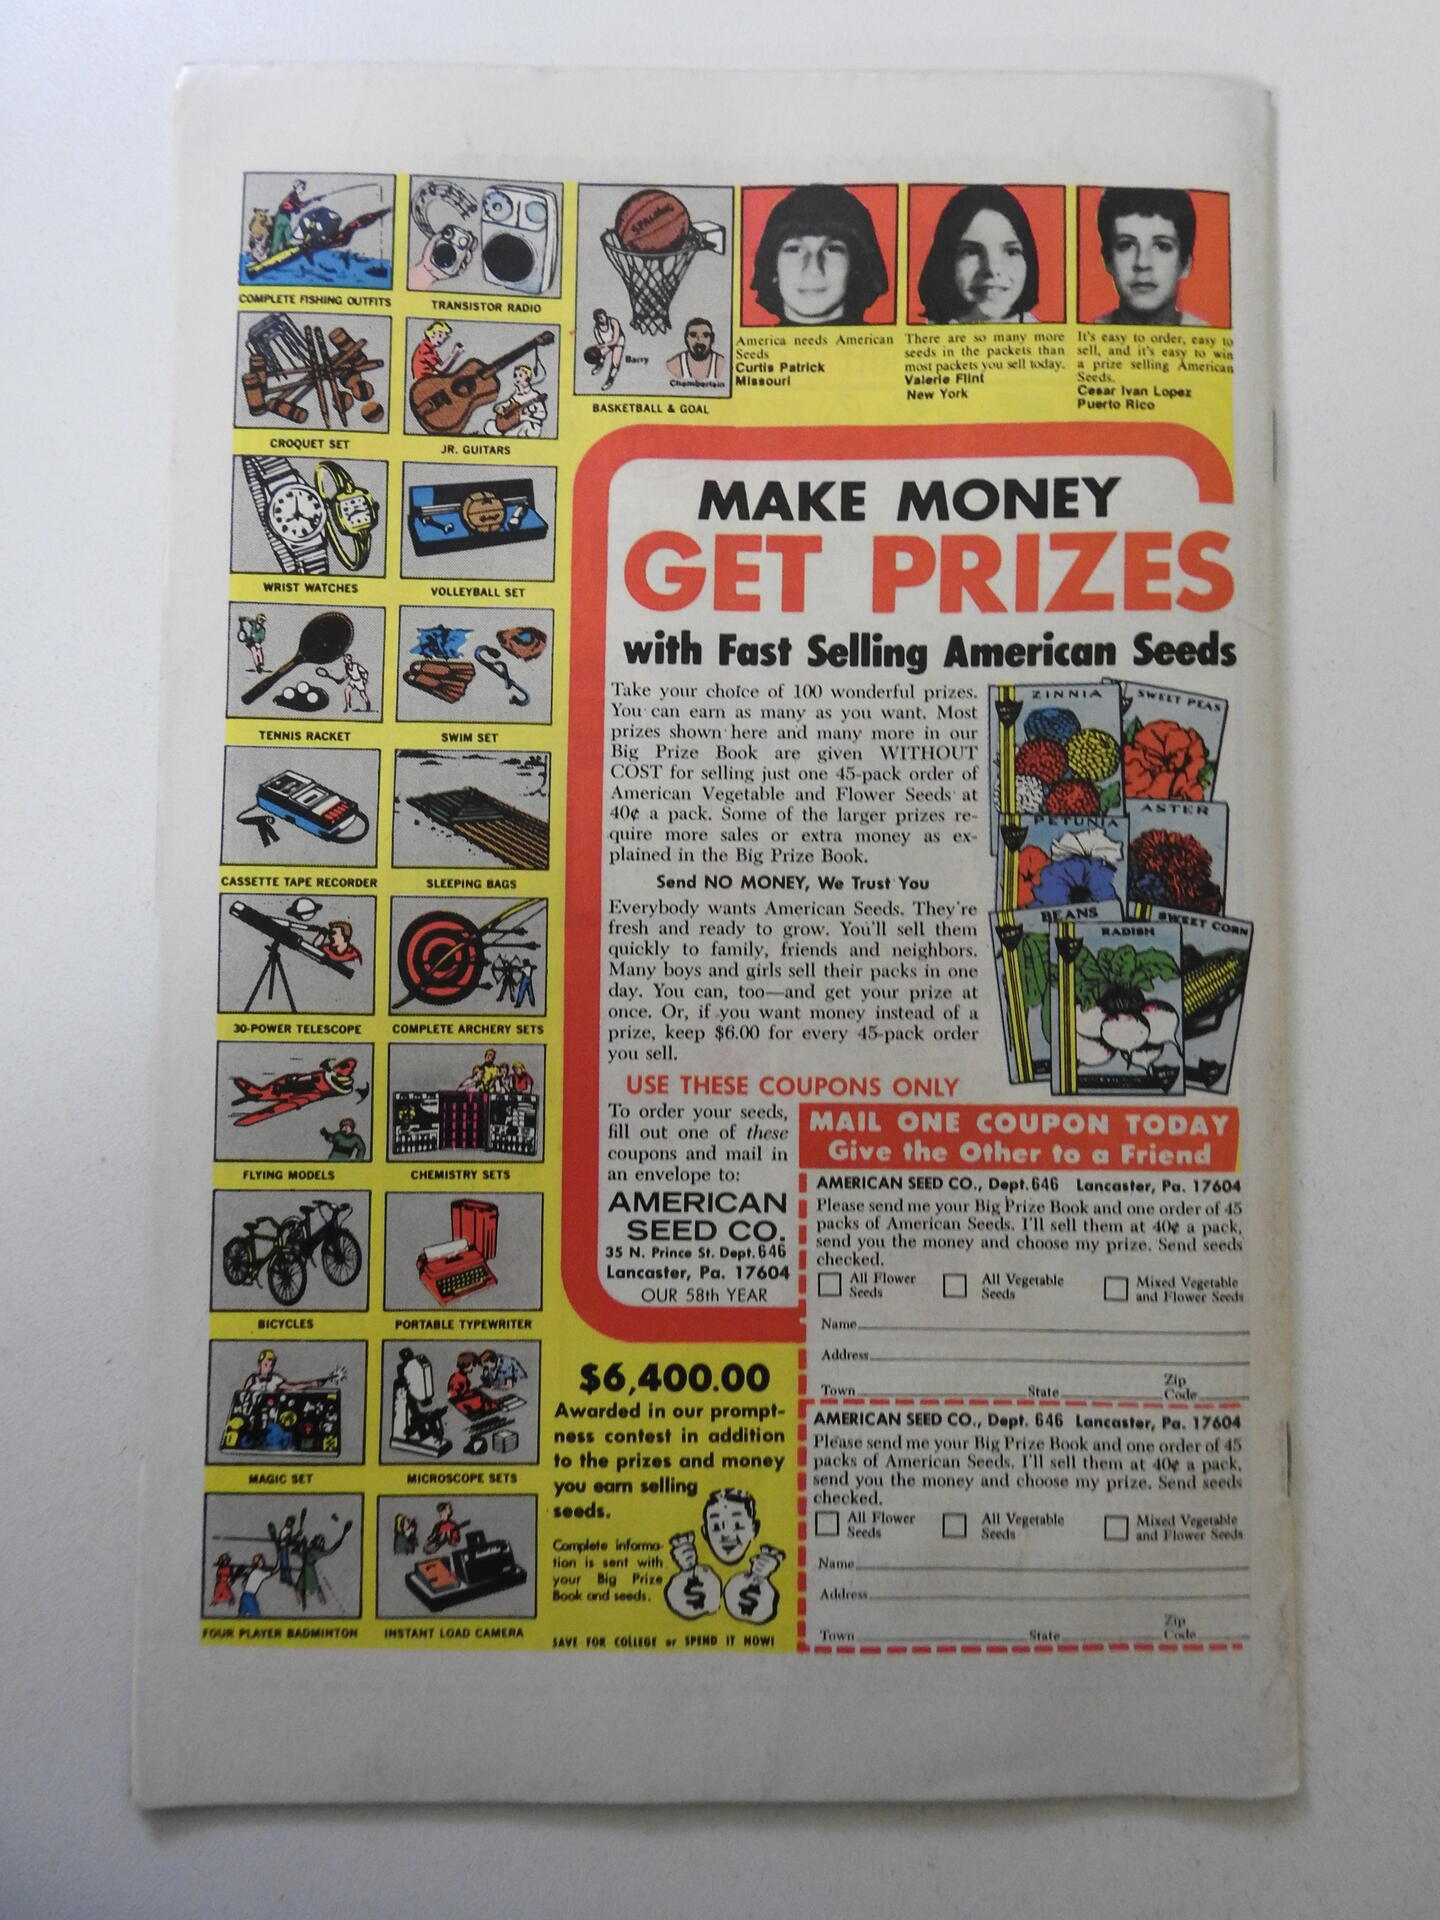 COMPLETE FISHING OUTFITS
TRANSISTOR RADIO
CROQUET SET
JR. GUITARS
WRIST WATCHES
VOLLEYBALL SET
TENNIS RACKET
SWIM SET
CASSETTE TAPE RECORDER
SLEEPING BAGS
30-POWER TELESCOPE
COMPLETE ARCHERY SETS
FLYING MODELS
CHEMISTRY SETS
BICYCLES
PORTABLE TYPEWRITER
MAGIC SET
MICROSCOPE SETS
FOUR PLAYER BADMINTON
INSTANT LOAD CAMERA
SPALDING
Barry
Chamberlain
BASKETBALL & GOAL
America needs American
Seeds
Curtis Patrick
Missouri
There are so many more
seeds in the packets than
most packets you sell today.
Valerie Flint
New York
It's easy to order, easy to
sell, and it's easy to win
a prize selling American
Seeds.
Cesar Ivan Lopez
Puerto Rico
MAKE MONEY
GET PRIZES
with Fast Selling American Seeds
Take your choice of 100 wonderful prizes.
You can earn as many as you want. Most
prizes shown here and many more in our
Big Prize Book are given WITHOUT
COST for selling just one 45-pack order of
American Vegetable and Flower Seeds at
40¢ a pack. Some of the larger prizes re-
quire more sales or extra money as ex-
plained in the Big Prize Book.
Send NO MONEY, We Trust You
Everybody wants American Seeds. They're
fresh and ready to grow. You'll sell them
quickly to family, friends and neighbors.
Many boys and girls sell their packs in one
day. You can, too—and get your prize at
once. Or, if you want money instead of a
prize, keep $6.00 for every 45-pack order
you sell.
ZINNIA
SWEET PEAS
PETUNIA
ASTER
BEANS
RADISH
SWEET CORN
USE THESE COUPONS ONLY
To order your seeds,
fill out one of these
coupons and mail in
an envelope to:
AMERICAN
SEED CO.
35 N. Prince St. Dept. 646
Lancaster, Pa. 17604
OUR 58th YEAR
MAIL ONE COUPON TODAY
Give the Other to a Friend
AMERICAN SEED CO., Dept. 646 Lancaster, Pa. 17604
Please send me your Big Prize Book and one order of 45
packs of American Seeds. I'll sell them at 40¢ a pack,
send you the money and choose my prize. Send seeds
checked.
All Flower Seeds
All Vegetable Seeds
Mixed Vegetable and Flower Seeds
Name
Address
Town State Zip Code
AMERICAN SEED CO., Dept. 646 Lancaster, Pa. 17604
Please send me your Big Prize Book and one order of 45
packs of American Seeds. I'll sell them at 40¢ a pack,
send you the money and choose my prize. Send seeds
checked.
All Flower Seeds
All Vegetable Seeds
Mixed Vegetable and Flower Seeds
Name
Address
Town State Zip Code
$6,400.00
Awarded in our prompt-
ness contest in addition
to the prizes and money
you earn selling
seeds.
Complete informa-
tion is sent with
your Big Prize
Book and seeds.
$ $
SAVE FOR COLLEGE or SPEND IT NOW!